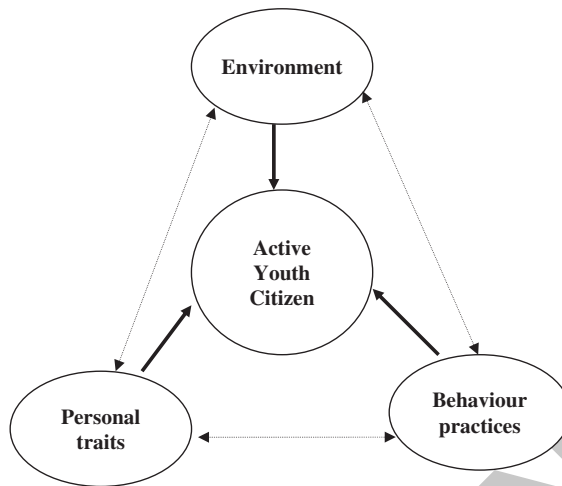 Environment
Active
Youth
Citizen
Personal
traits
Behaviour
practices